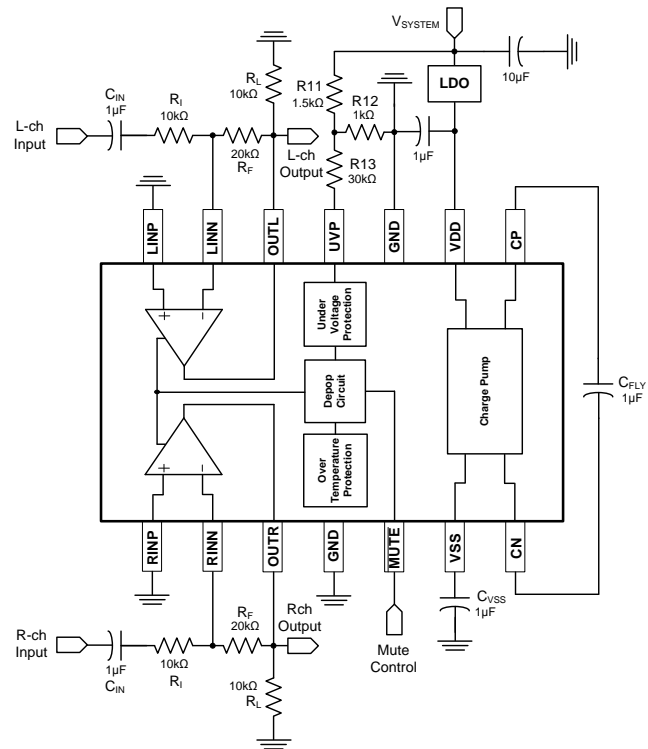 VSYSTEM
10µF
LDO
RL
10kΩ
R11
1.5kΩ
R12
1kΩ
1µF
R13
30kΩ
CIN
1µF
RI
10kΩ
L-ch
Input
20kΩ
RF
L-ch
Output
LINP
LINN
OUTL
UVP
GND
VDD
CP
+
-
Under
Voltage
Protection
Depop
Circuit
Over
Temperature
Protection
Charge Pump
CFLY
1µF
+
-
RINP
RINN
OUTR
GND
MUTE
VSS
CN
CVSS
1µF
R-ch
Input
1µF
CIN
10kΩ
RI
RF
20kΩ
Rch
Output
10kΩ
RL
Mute
Control